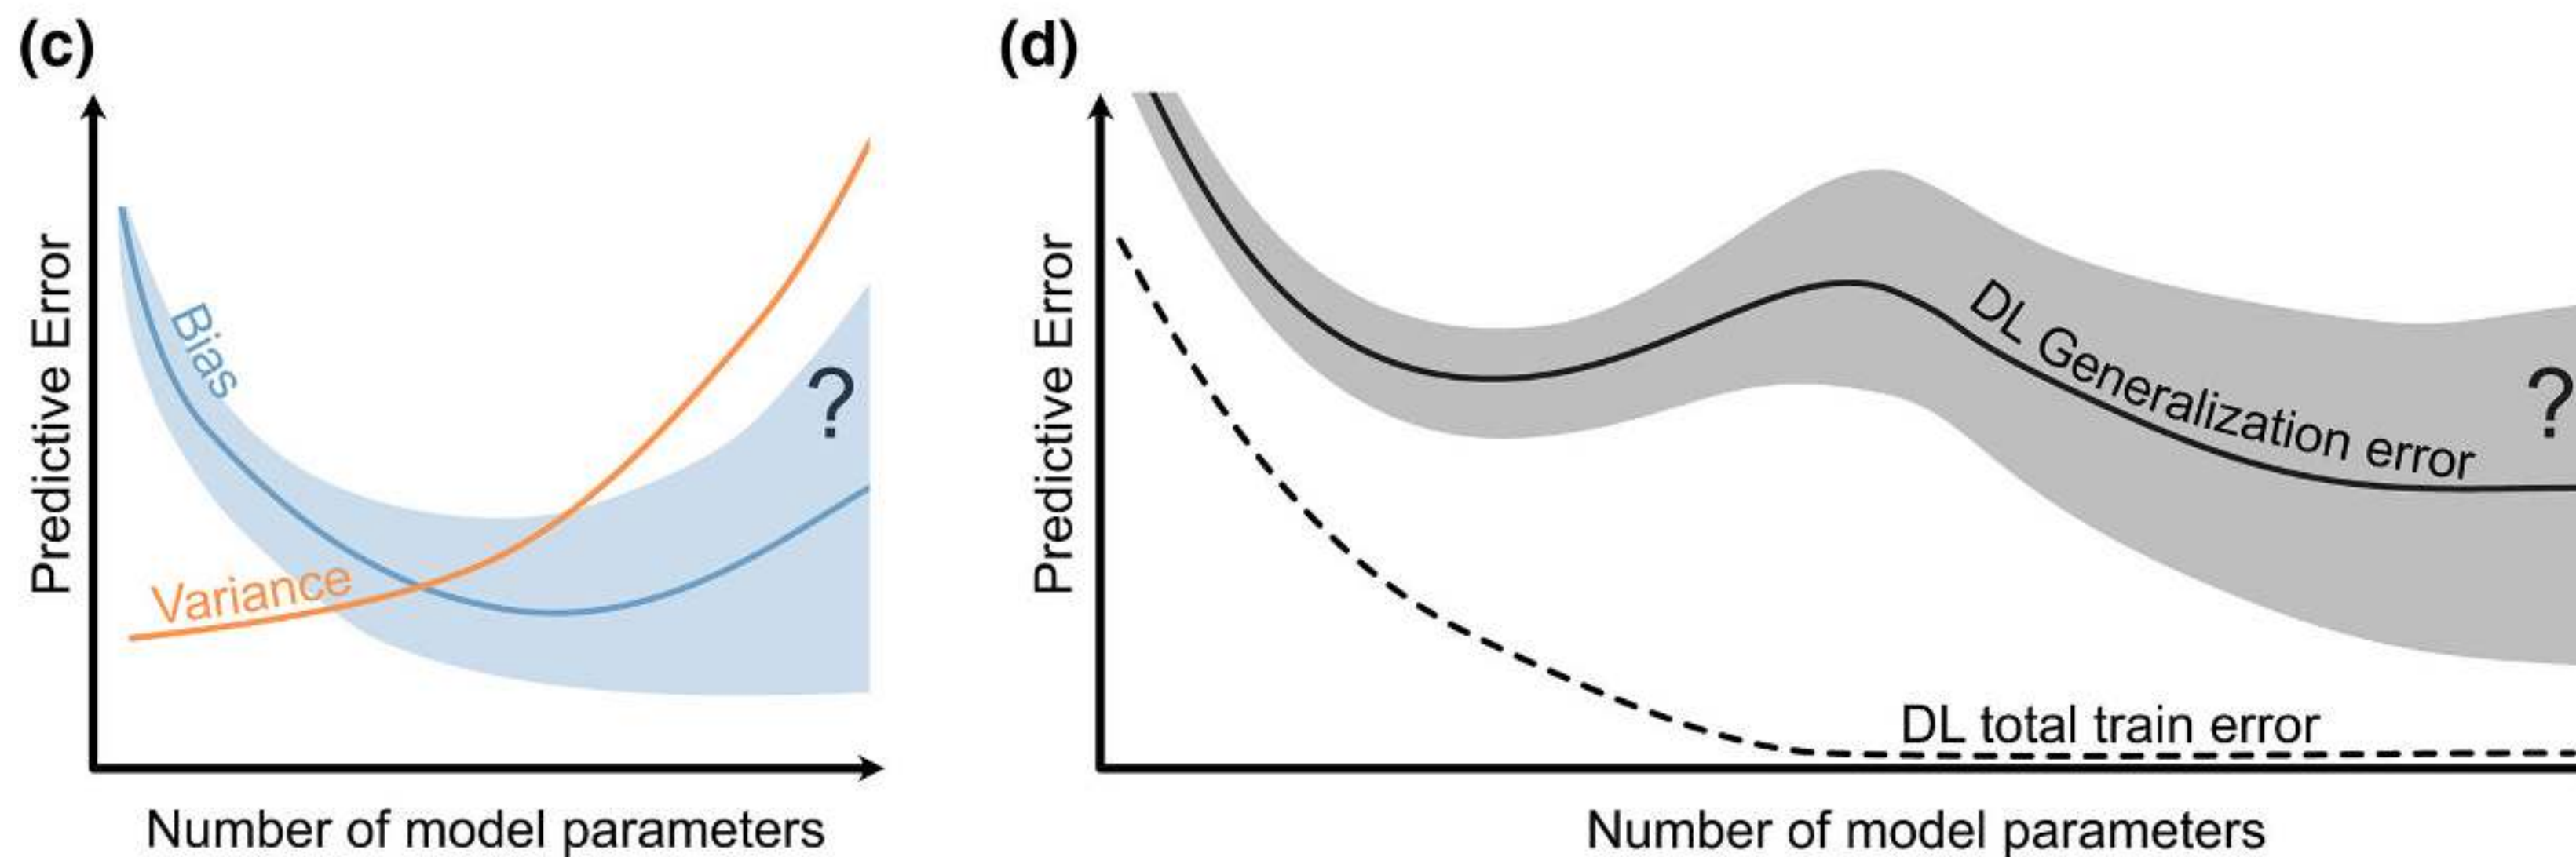 (c)
Predictive Error
Bias
Variance
?
Number of model parameters
(d)
Predictive Error
DL Generalization error
?
DL total train error
Number of model parameters